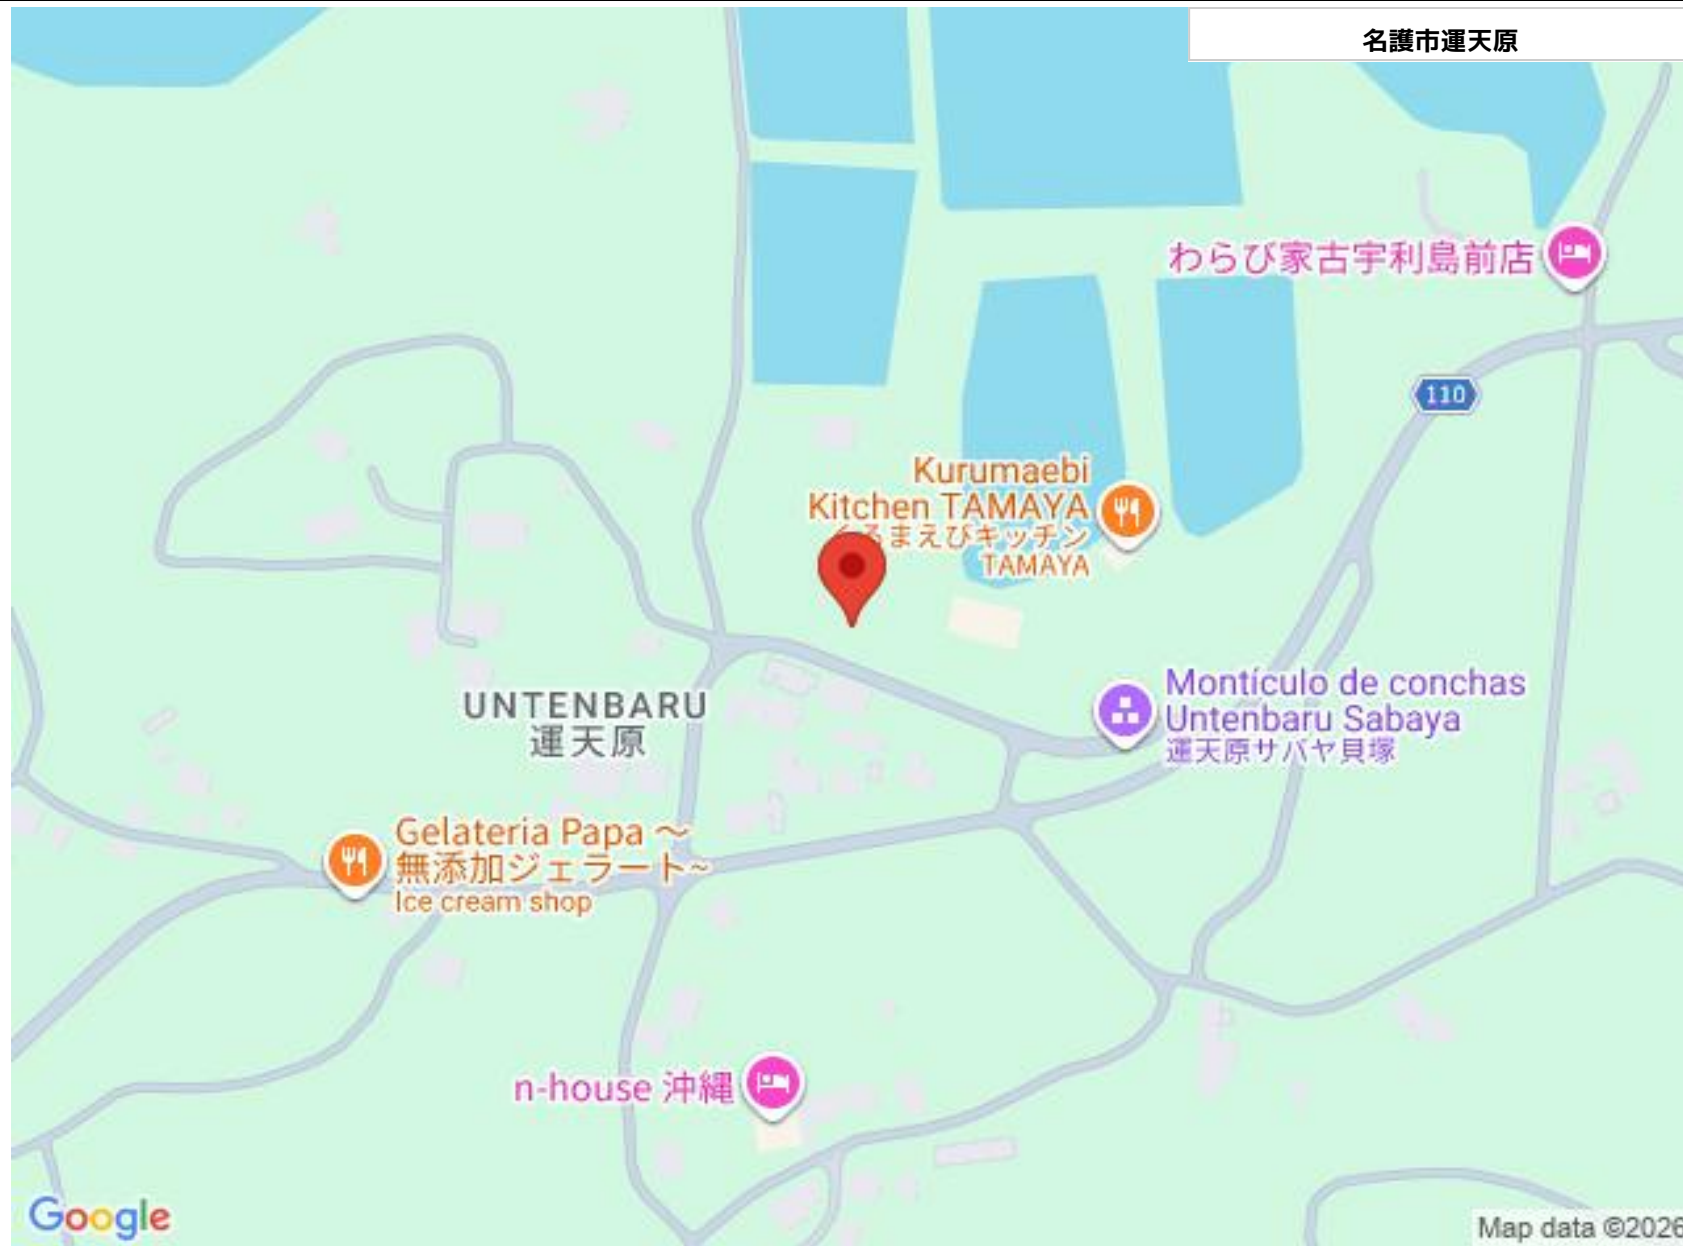 名護市運天原
わらび家古宇利島前店
110
Kurumaebi
Kitchen TAMAYA
くるまえびキッチン
TAMAYA
Montículo de conchas
Untenbaru Sabaya
運天原サバヤ貝塚
UNTENBARU
運天原
Gelateria Papa ～
無添加ジェラート~
Ice cream shop
n-house 沖縄
Google
Map data ©2026